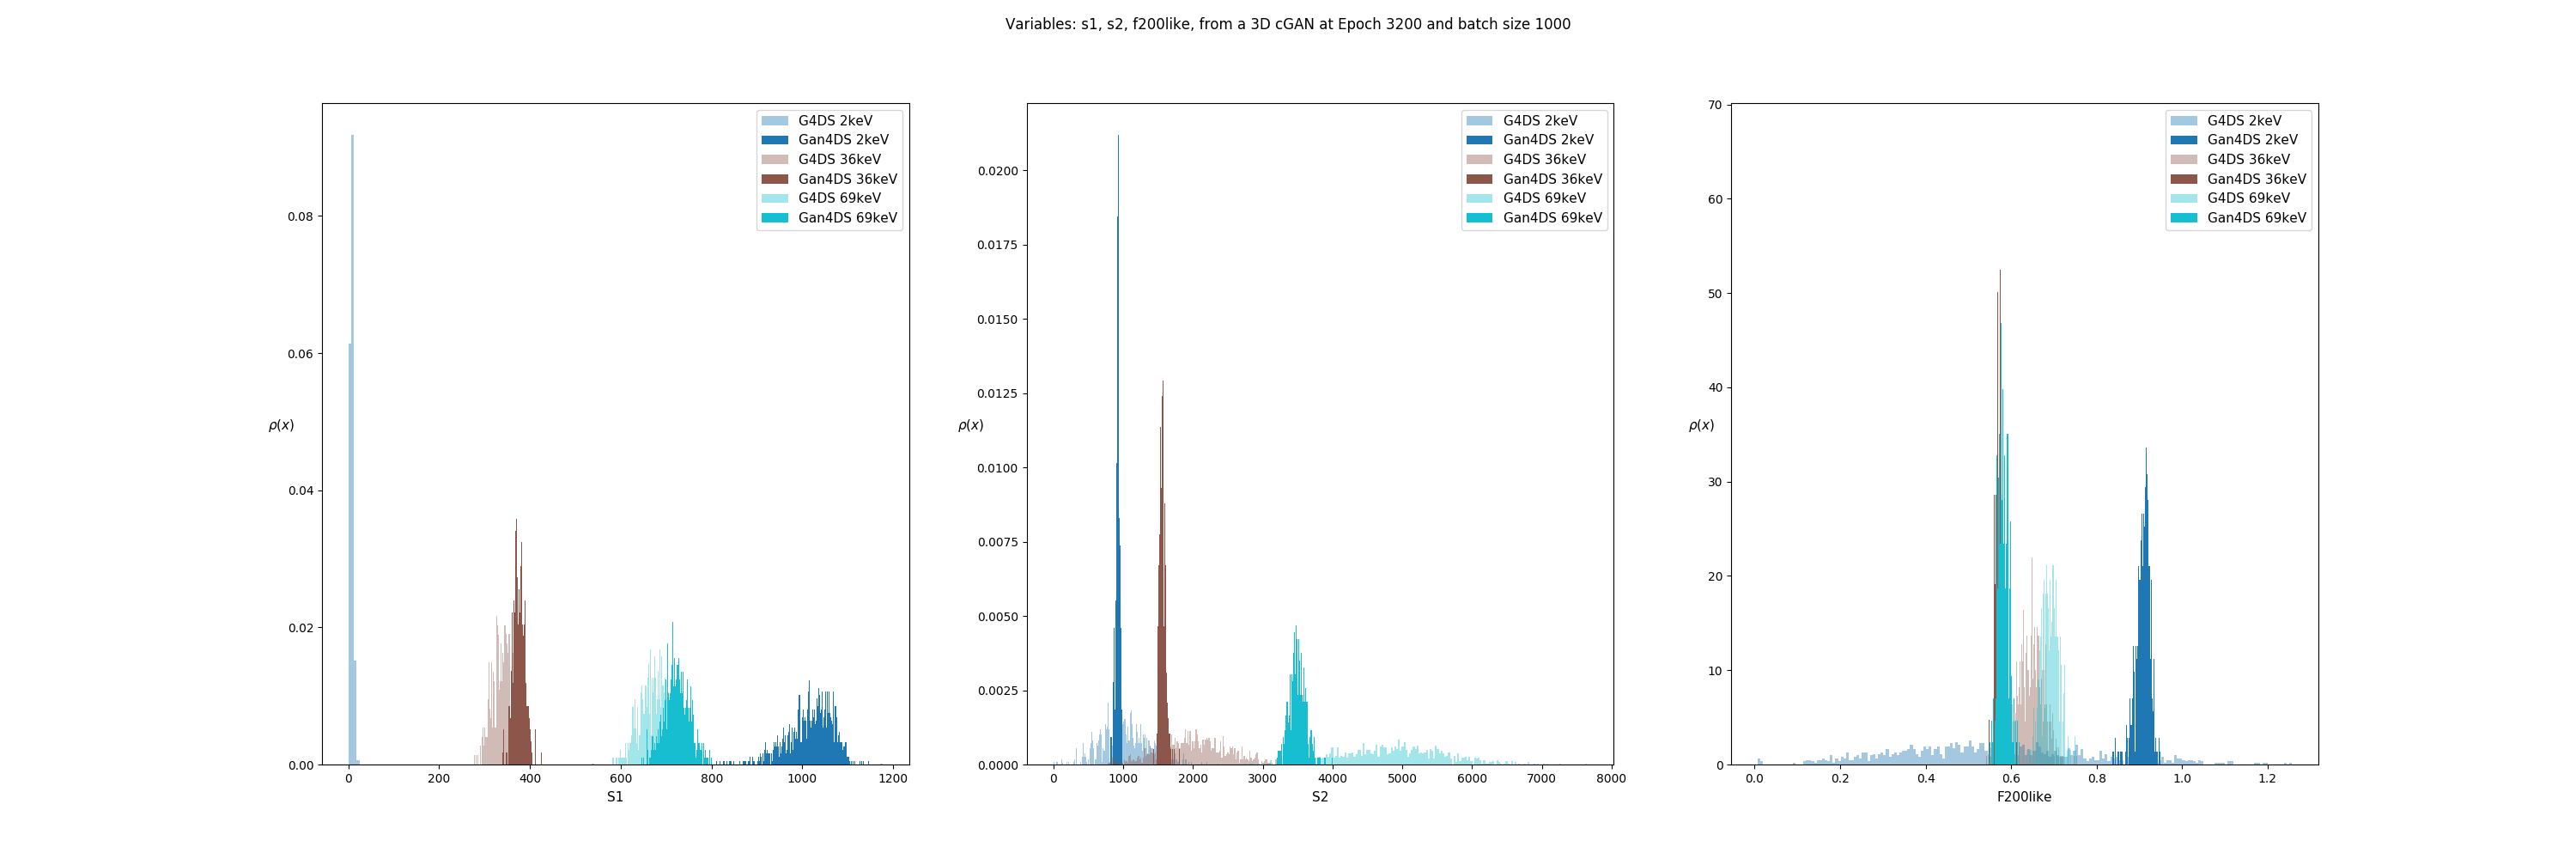 Variables: s1, s2, f200like, from a 3D cGAN at Epoch 3200 and batch size 1000
G4DS 2keV
Gan4DS 2keV
G4DS 36keV
Gan4DS 36keV
G4DS 69keV
Gan4DS 69keV
0.08
0.06
ρ(x)
0.04
0.02
0.00
0 200 400 600 800 1000 1200
S1
G4DS 2keV
Gan4DS 2keV
G4DS 36keV
Gan4DS 36keV
G4DS 69keV
Gan4DS 69keV
0.0200
0.0175
0.0150
0.0125
ρ(x)
0.0100
0.0075
0.0050
0.0025
0.0000
0 1000 2000 3000 4000 5000 6000 7000 8000
S2
70
G4DS 2keV
Gan4DS 2keV
G4DS 36keV
Gan4DS 36keV
G4DS 69keV
Gan4DS 69keV
60
50
40
ρ(x)
30
20
10
0
0.0 0.2 0.4 0.6 0.8 1.0 1.2
F200like